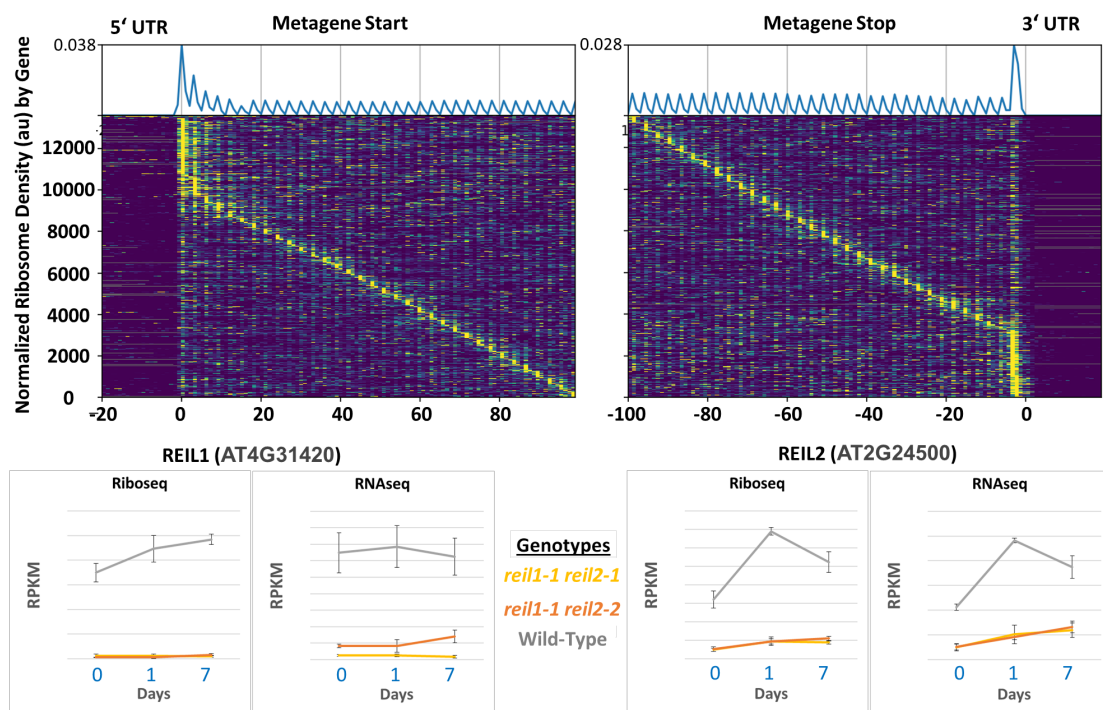 5‘ UTR
Metagene Start
Metagene Stop
3‘ UTR
0.038
0.028
Normalized Ribosome Density (au) by Gene
12000
10000
8000
6000
4000
2000
0
-20 0 20 40 60 80
-100 -80 -60 -40 -20 0
REIL1 (AT4G31420)
REIL2 (AT2G24500)
Riboseq
RNAseq
Riboseq
RNAseq
RPKM
RPKM
RPKM
RPKM
Genotypes
reil1-1 reil2-1
reil1-1 reil2-2
Wild-Type
0 1 7
0 1 7
0 1 7
0 1 7
Days
Days
Days
Days